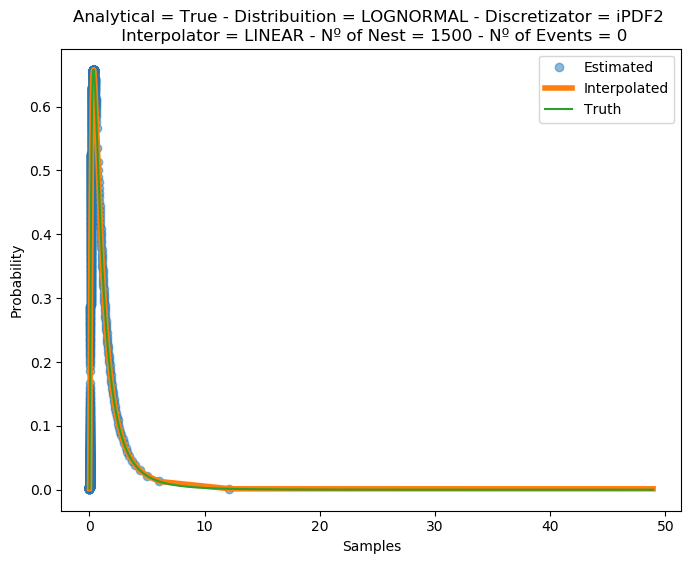 Analytical = True - Distribuition = LOGNORMAL - Discretizator = iPDF2
Interpolator = LINEAR - Nº of Nest = 1500 - Nº of Events = 0
Estimated
Interpolated
Truth
0.6
0.5
0.4
0.3
0.2
0.1
0.0
Probability
0
10
20
30
40
50
Samples